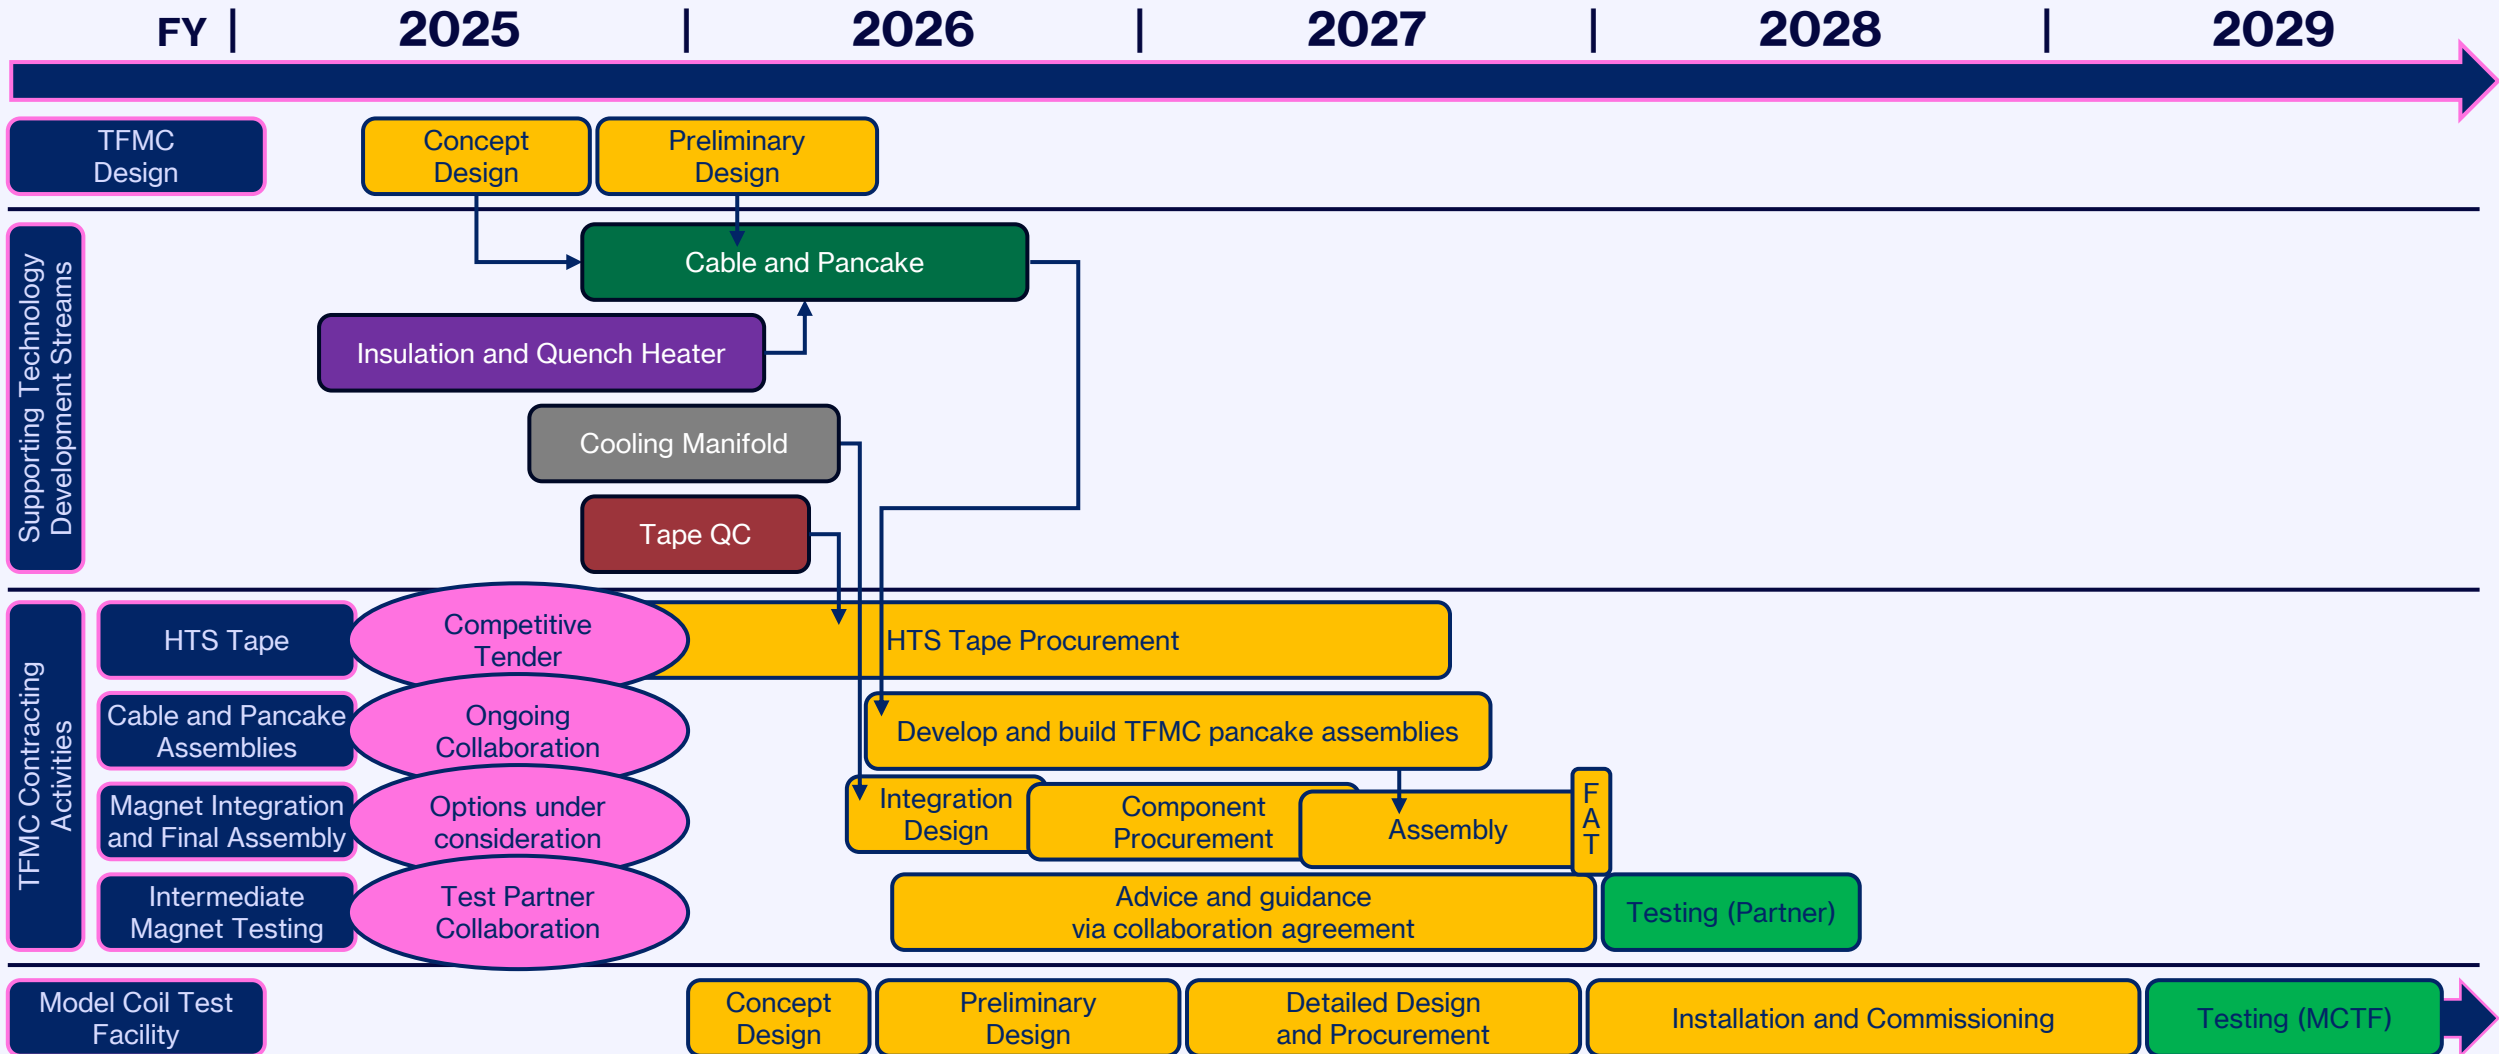 FY | 2025 | 2026 | 2027 | 2028 | 2029
TFMC
Design
Concept
Design
Preliminary
Design
Supporting Technology
Development Streams
Cable and Pancake
Insulation and Quench Heater
Cooling Manifold
Tape QC
TFMC Contracting
Activities
HTS Tape
Competitive
Tender
HTS Tape Procurement
Cable and Pancake
Assemblies
Ongoing
Collaboration
Develop and build TFMC pancake assemblies
Magnet Integration
and Final Assembly
Options under
consideration
Integration
Design
Component
Procurement
Assembly
F
A
T
Intermediate
Magnet Testing
Test Partner
Collaboration
Advice and guidance
via collaboration agreement
Testing (Partner)
Model Coil Test
Facility
Concept
Design
Preliminary
Design
Detailed Design
and Procurement
Installation and Commissioning
Testing (MCTF)